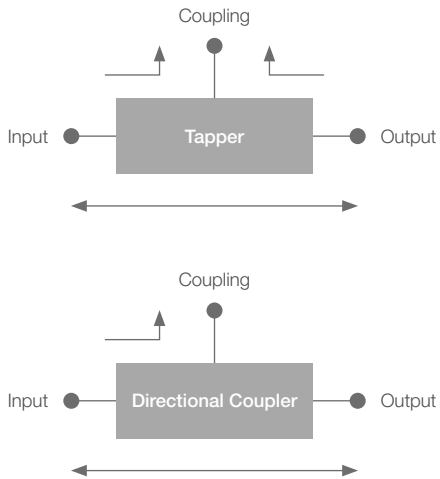 Coupling
Input
Tapper
Output
Coupling
Input
Directional Coupler
Output